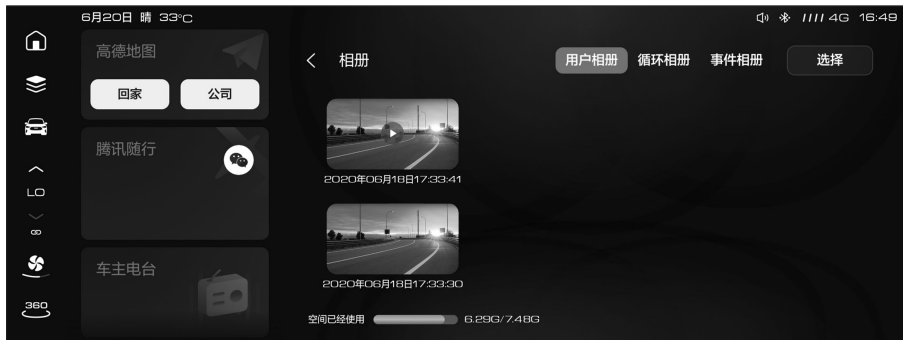 6月20日 晴 33°C
4G 16:49
高德地图
回家
公司
腾讯随行
车主电台
LO
360
相册
用户相册
循环相册
事件相册
选择
2020年06月18日17:33:41
2020年06月18日17:33:30
空间已经使用 6.29G/7.48G